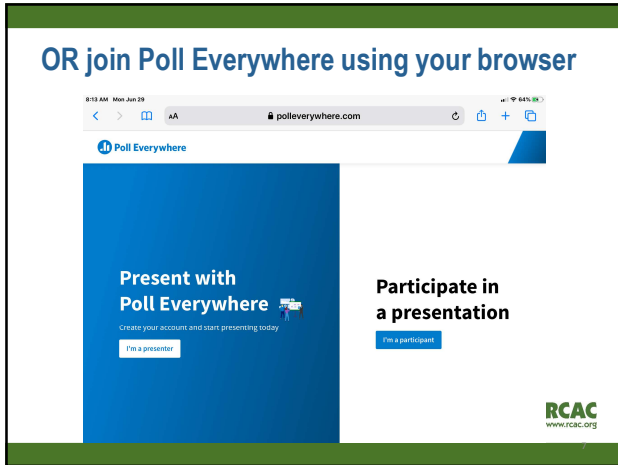 OR join Poll Everywhere using your browser
8:13 AM Mon Jun 29
64%
AA
polleverywhere.com
Poll Everywhere
Present with
Poll Everywhere
Create your account and start presenting today
I'm a presenter
Participate in
a presentation
I'm a participant
RCAC
www.rcac.org
7